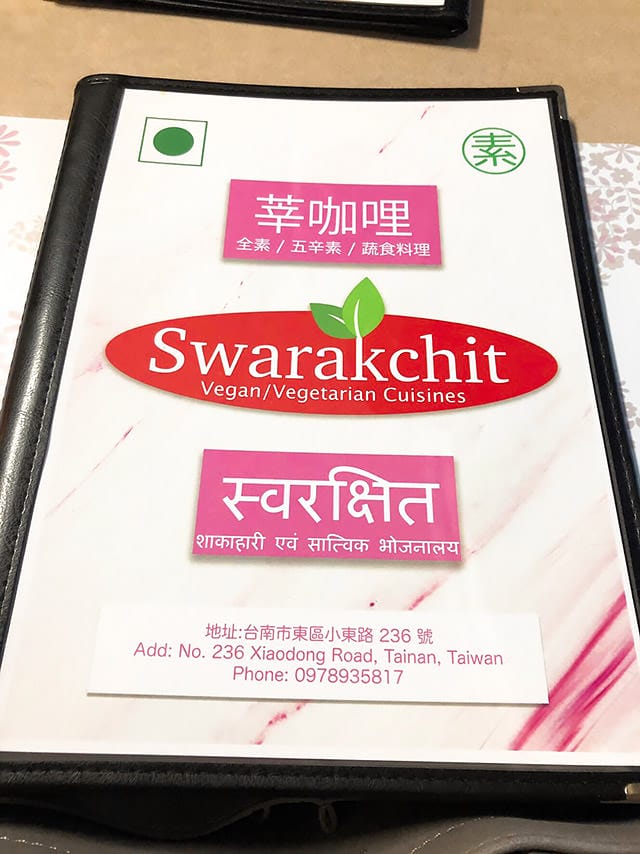 素
莘咖哩
全素 / 五辛素 / 蔬食料理
Swarakchit
Vegan/Vegetarian Cuisines
स्वरक्षित
शाकाहारी एवं सात्विक भोजनालय
地址:台南市東區小東路 236 號
Add: No. 236 Xiaodong Road, Tainan, Taiwan
Phone: 0978935817